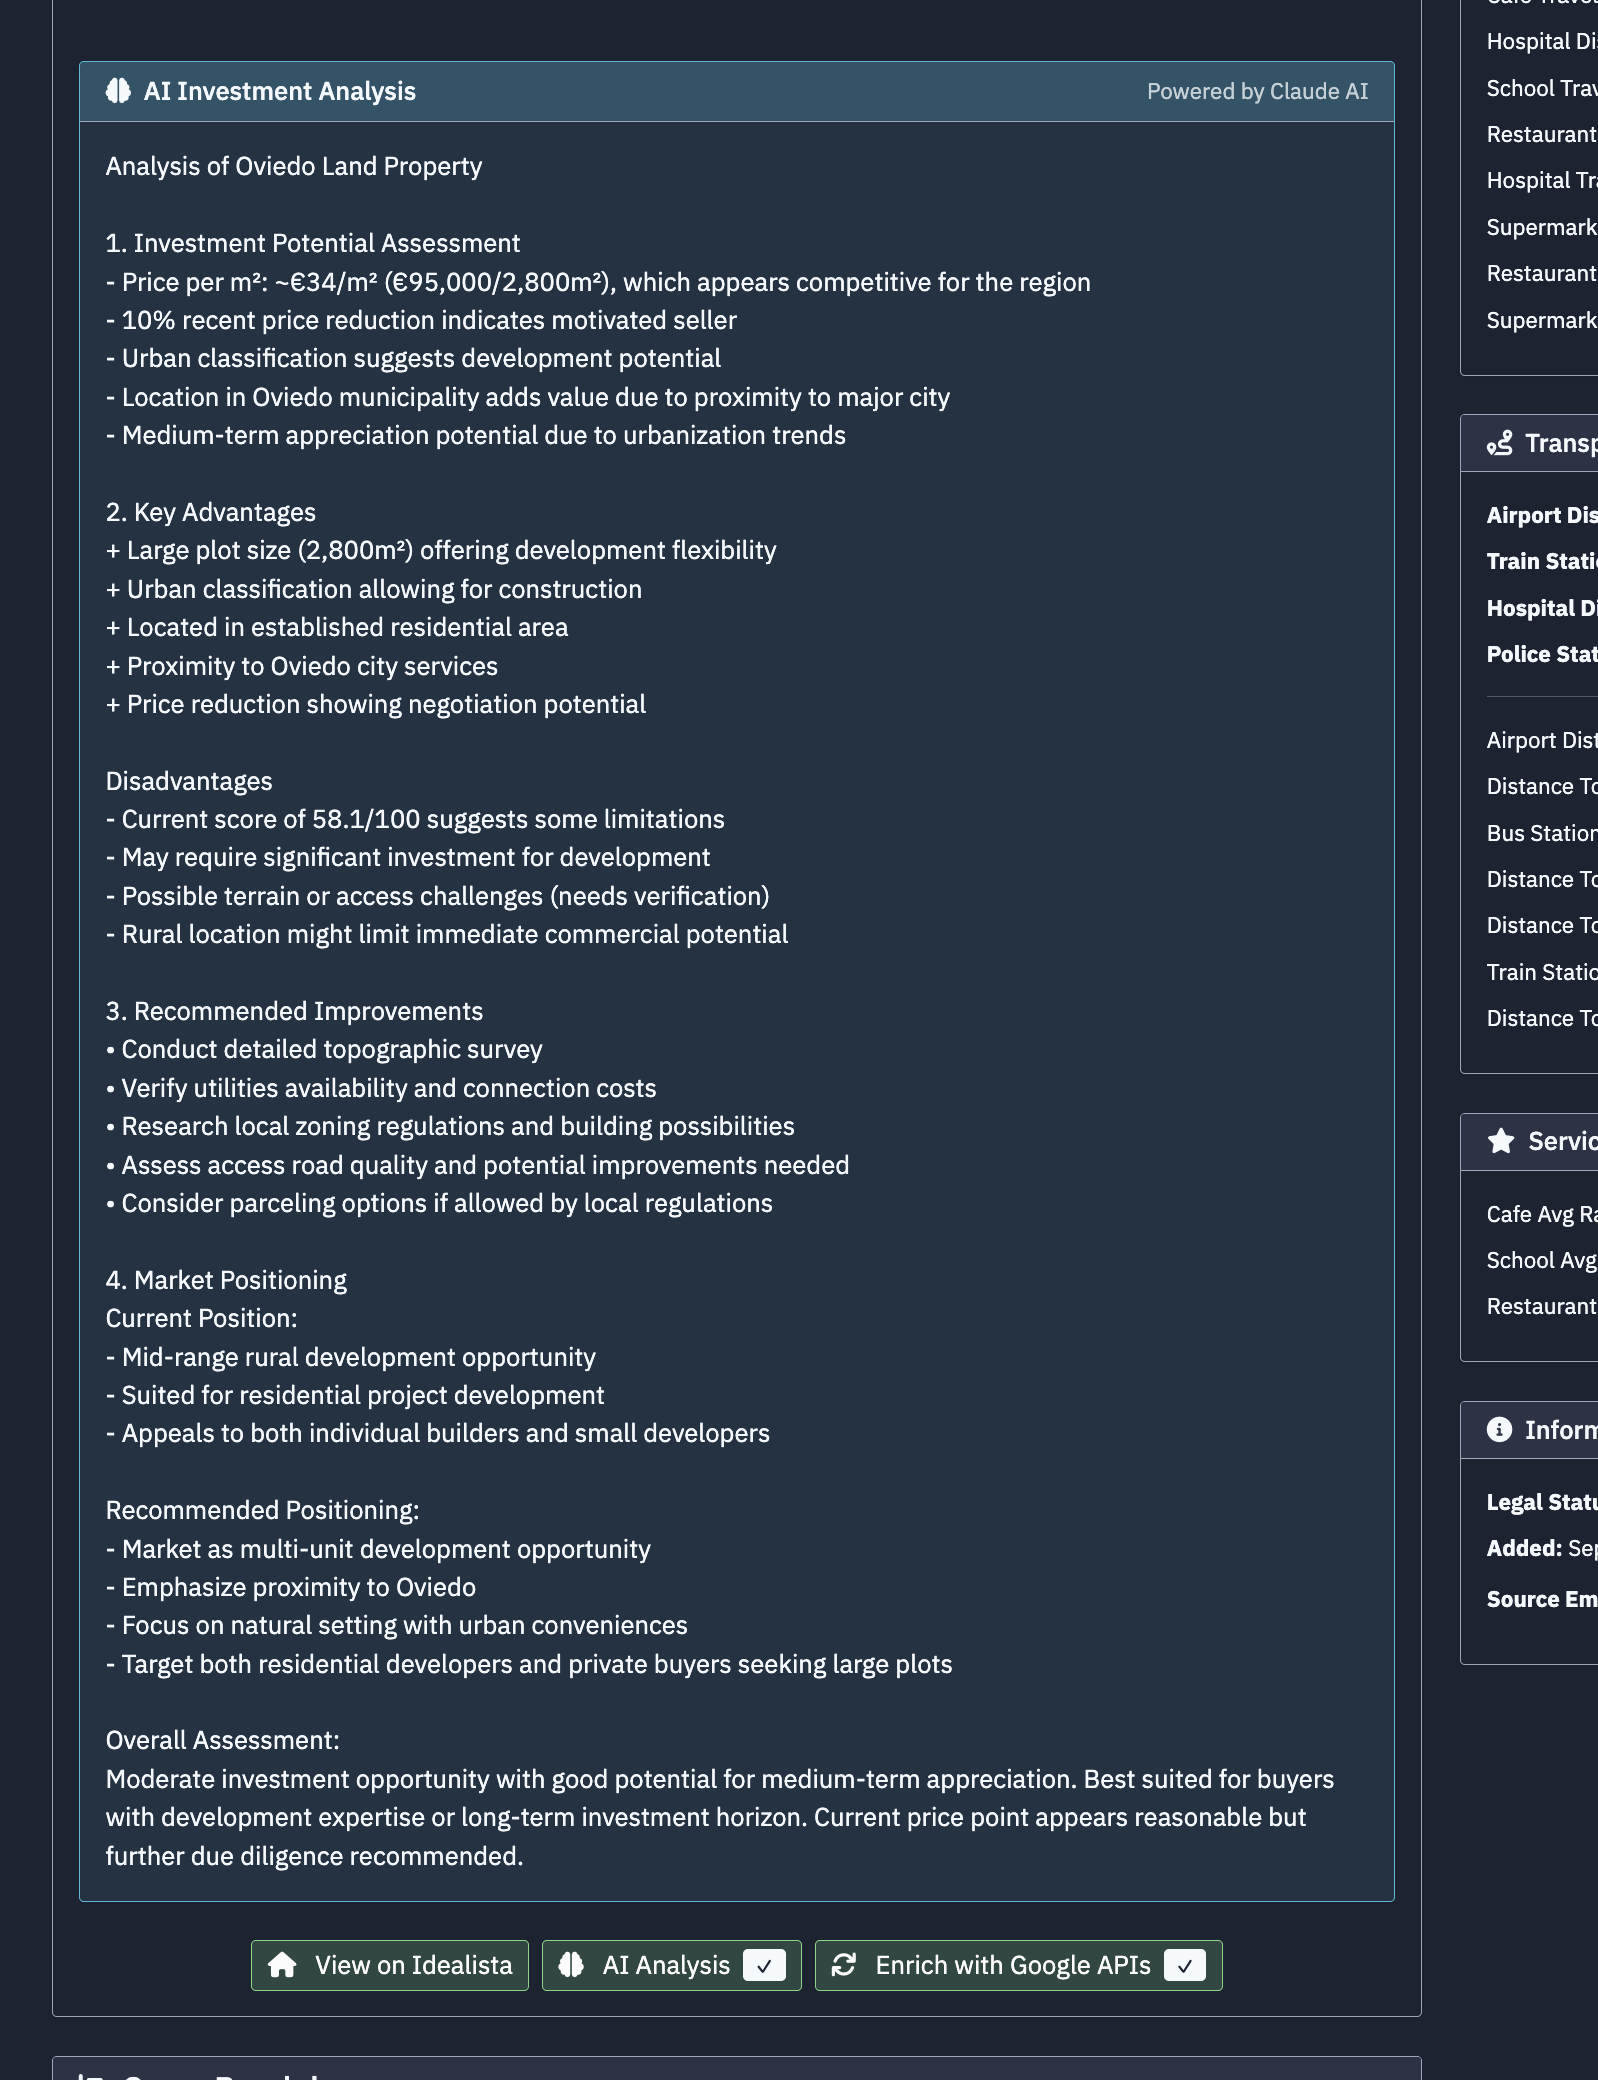 AI Investment Analysis
Powered by Claude AI
Analysis of Oviedo Land Property
1. Investment Potential Assessment
- Price per m²: ~€34/m² (€95,000/2,800m²), which appears competitive for the region
- 10% recent price reduction indicates motivated seller
- Urban classification suggests development potential
- Location in Oviedo municipality adds value due to proximity to major city
- Medium-term appreciation potential due to urbanization trends
2. Key Advantages
+ Large plot size (2,800m²) offering development flexibility
+ Urban classification allowing for construction
+ Located in established residential area
+ Proximity to Oviedo city services
+ Price reduction showing negotiation potential
Disadvantages
- Current score of 58.1/100 suggests some limitations
- May require significant investment for development
- Possible terrain or access challenges (needs verification)
- Rural location might limit immediate commercial potential
3. Recommended Improvements
• Conduct detailed topographic survey
• Verify utilities availability and connection costs
• Research local zoning regulations and building possibilities
• Assess access road quality and potential improvements needed
• Consider parceling options if allowed by local regulations
4. Market Positioning
Current Position:
- Mid-range rural development opportunity
- Suited for residential project development
- Appeals to both individual builders and small developers
Recommended Positioning:
- Market as multi-unit development opportunity
- Emphasize proximity to Oviedo
- Focus on natural setting with urban conveniences
- Target both residential developers and private buyers seeking large plots
Overall Assessment:
Moderate investment opportunity with good potential for medium-term appreciation. Best suited for buyers
with development expertise or long-term investment horizon. Current price point appears reasonable but
further due diligence recommended.
View on Idealista
AI Analysis
Enrich with Google APIs
Hospital Di
School Trav
Restaurant
Hospital Tra
Supermark
Restaurant
Supermark
Transp
Airport Dis
Train Stati
Hospital Di
Police Stat
Airport Dist
Distance To
Bus Station
Distance To
Distance To
Train Statio
Distance To
Servic
Cafe Avg Ra
School Avg
Restaurant
Inform
Legal Statu
Added: Sep
Source Em